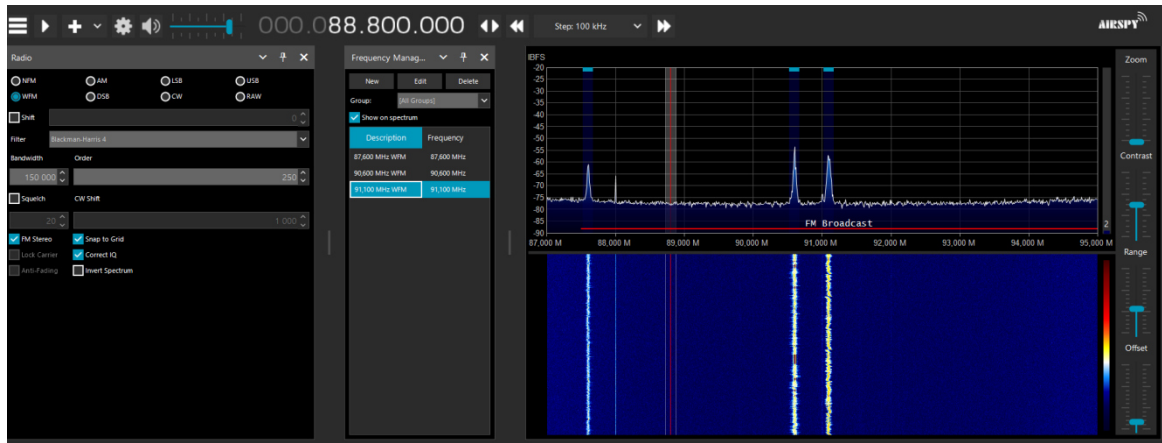 000.088.800.000
Step: 100 kHz
AIRSPY
Radio
NFM AM LSB USB
WFM DSB CW RAW
Shift 0
Filter Blackman-Harris 4
Bandwidth Order
150 000 250
Squelch CW Shift
20 1 000
FM Stereo Snap to Grid
Lock Carrier Correct IQ
Anti-Fading Invert Spectrum
Frequency Manag...
New Edit Delete
Group: [All Groups]
Show on spectrum
Description Frequency
87,600 MHz WFM 87,600 MHz
90,600 MHz WFM 90,600 MHz
91,100 MHz WFM 91,100 MHz
-20
-25
-30
-35
-40
-45
-50
-55
-60
-65
-70
-75
-80
-85
-90
FM Broadcast
2
87,000 M 88,000 M 89,000 M 90,000 M 91,000 M 92,000 M 93,000 M 94,000 M 95,000 M
Zoom
Contrast
Range
Offset